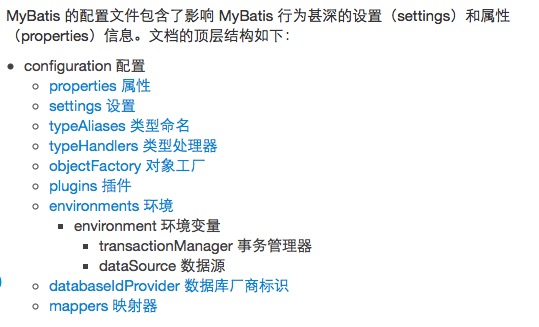 MyBatis 的配置文件包含了影响 MyBatis 行为甚深的设置（settings）和属性
（properties）信息。文档的顶层结构如下：
configuration 配置
properties 属性
settings 设置
typeAliases 类型命名
typeHandlers 类型处理器
objectFactory 对象工厂
plugins 插件
environments 环境
environment 环境变量
transactionManager 事务管理器
dataSource 数据源
databaseIdProvider 数据库厂商标识
mappers 映射器